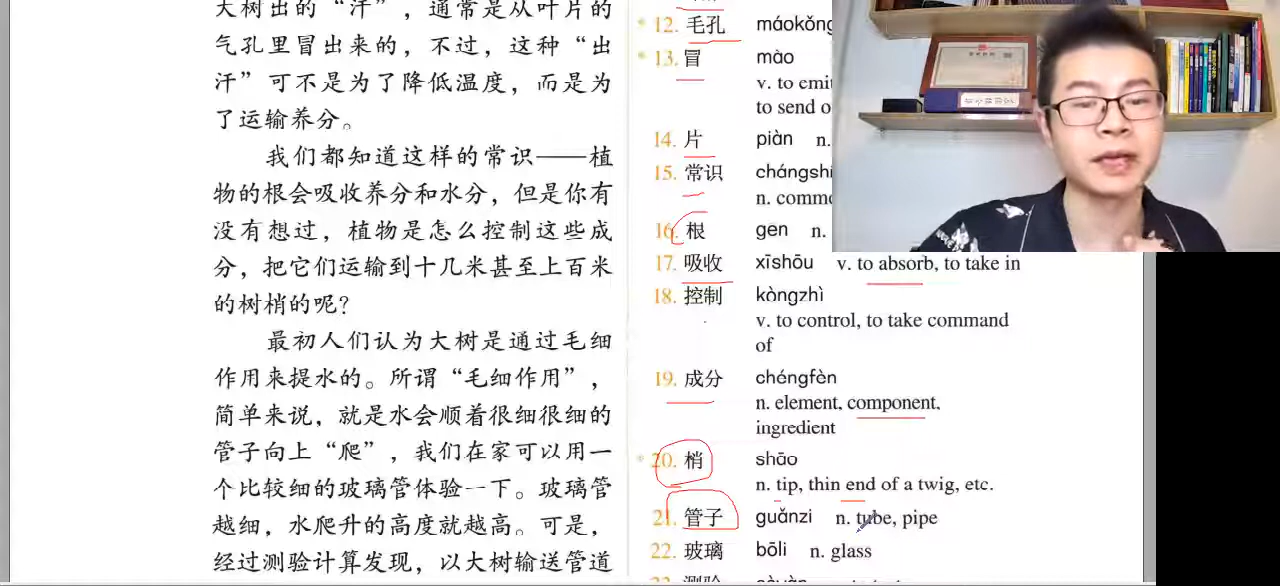 大树出的“汗”，通常是从叶片的
气孔里冒出来的，不过，这种“出
汗”可不是为了降低温度，而是为
了运输养分。
我们都知道这样的常识——植
物的根会吸收养分和水分，但是你有
没有想过，植物是怎么控制这些成
分，把它们运输到十几米甚至上百米
的树梢的呢？
最初人们认为大树是通过毛细
作用来提水的。所谓“毛细作用”，
简单来说，就是水会顺着很细很细的
管子向上“爬”，我们在家可以用一
个比较细的玻璃管体验一下。玻璃管
越细，水爬升的高度就越高。可是，
经过测验计算发现，以大树输送管道
12. 毛孔 máokǒng
13. 冒 mào
v. to emit
to send o
14. 片 piàn n.
15. 常识 chángshí
n. commo
16. 根 gēn n.
17. 吸收 xīshōu v. to absorb, to take in
18. 控制 kòngzhì
v. to control, to take command
of
19. 成分 chéngfèn
n. element, component,
ingredient
20. 梢 shāo
n. tip, thin end of a twig, etc.
21. 管子 guǎnzi n. tube, pipe
22. 玻璃 bōli n. glass
23. 测验